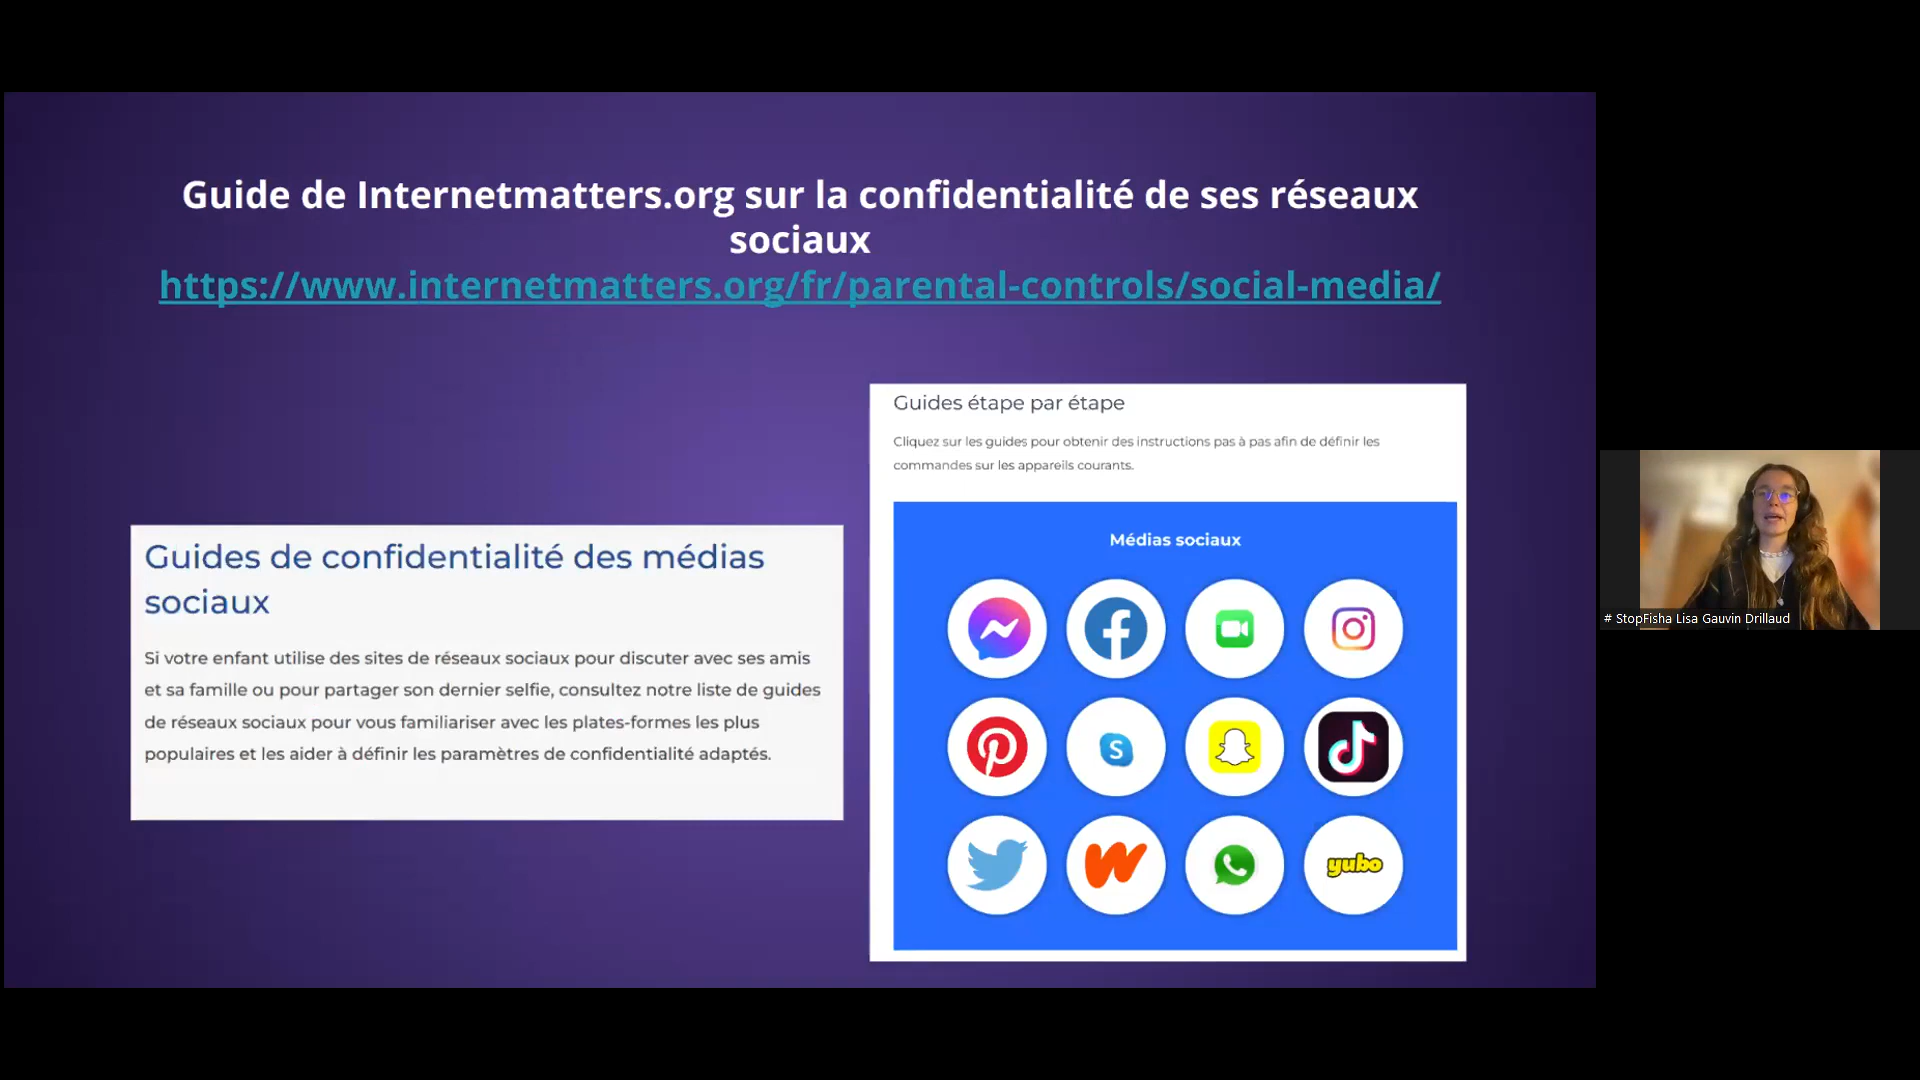 Guide de Internetmatters.org sur la confidentialité de ses réseaux
sociaux
https://www.internetmatters.org/fr/parental-controls/social-media/
Guides de confidentialité des médias
sociaux
Si votre enfant utilise des sites de réseaux sociaux pour discuter avec ses amis
et sa famille ou pour partager son dernier selfie, consultez notre liste de guides
de réseaux sociaux pour vous familiariser avec les plates-formes les plus
populaires et les aider à définir les paramètres de confidentialité adaptés.
Guides étape par étape
Cliquez sur les guides pour obtenir des instructions pas à pas afin de définir les
commandes sur les appareils courants.
Médias sociaux
yubo
# StopFisha Lisa Gauvin Drillaud